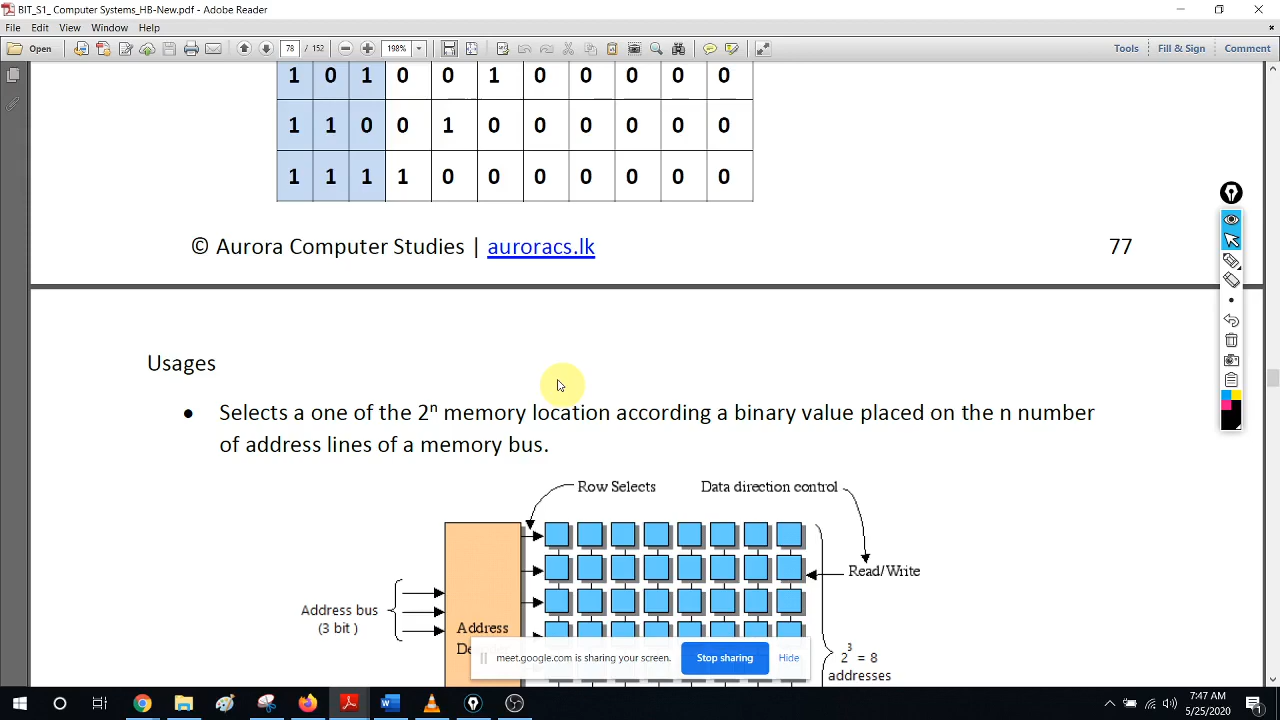 BIT_S1_ Computer Systems_HB-New.pdf - Adobe Reader
File Edit View Window Help
Open 78 / 152 198% Tools Fill & Sign Comment
1 0 1 0 0 1 0 0 0 0 0
1 1 0 0 1 0 0 0 0 0 0
1 1 1 1 0 0 0 0 0 0 0
© Aurora Computer Studies | auroracs.lk 77
Usages
• Selects a one of the 2ⁿ memory location according a binary value placed on the n number
of address lines of a memory bus.
Row Selects Data direction control
Read/Write
Address bus
(3 bit )
Address
2³ = 8
addresses
meet.google.com is sharing your screen. Stop sharing Hide
7:47 AM
5/25/2020